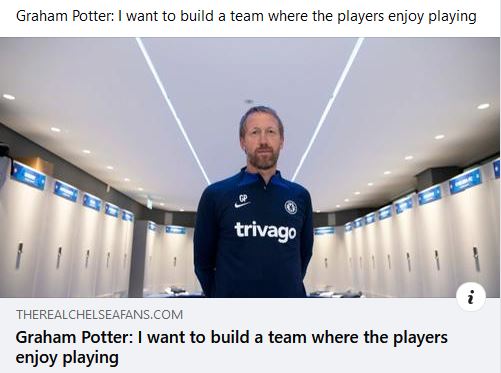 Graham Potter: I want to build a team where the players enjoy playing
GP
trivago
THEREALCHELSEAFANS.COM
Graham Potter: I want to build a team where the players
enjoy playing